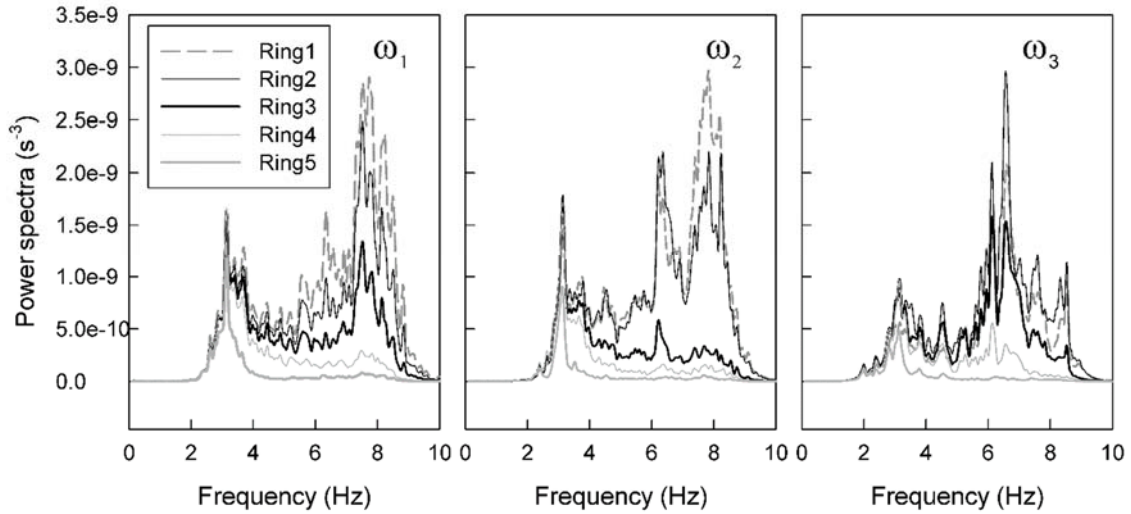 3.5e-9
3.0e-9
2.5e-9
2.0e-9
1.5e-9
1.0e-9
5.0e-10
0.0
Power spectra (s⁻³)
Ring1
Ring2
Ring3
Ring4
Ring5
ω₁
ω₂
ω₃
0 2 4 6 8 10
0 2 4 6 8 10
0 2 4 6 8 10
Frequency (Hz)
Frequency (Hz)
Frequency (Hz)